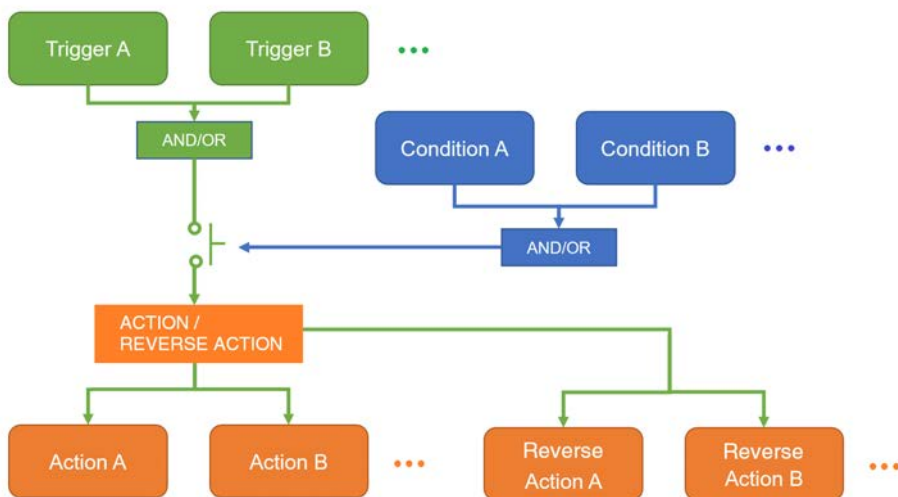 Trigger A
Trigger B
AND/OR
Condition A
Condition B
AND/OR
ACTION /
REVERSE ACTION
Action A
Action B
Reverse
Action A
Reverse
Action B